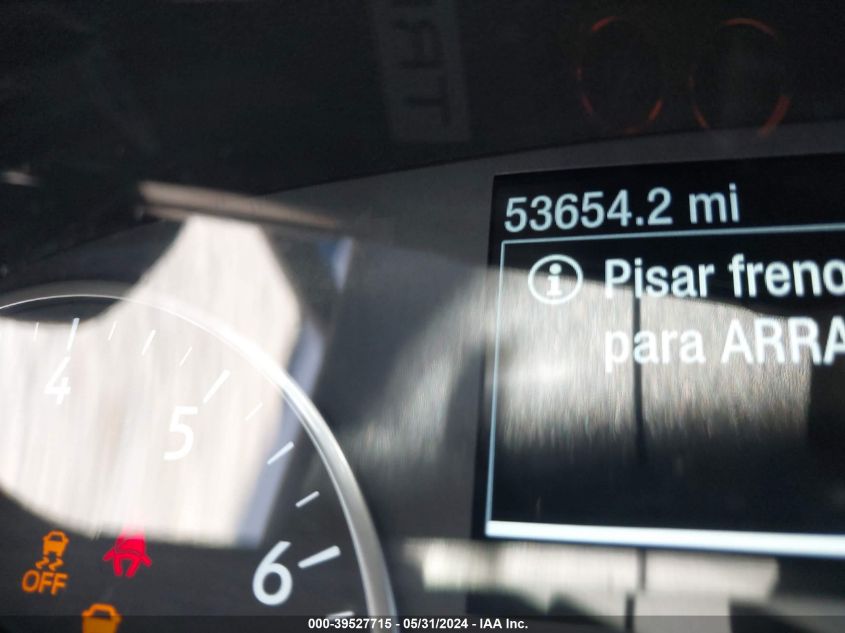 53654.2 mi
Pisar freno
para ARRA
4
5
6
OFF
000-39527715 - 05/31/2024 - IAA Inc.